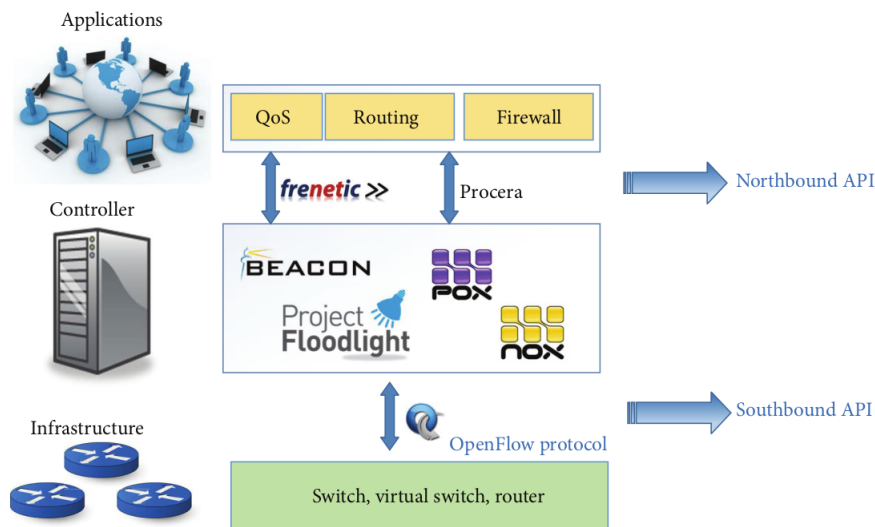 Applications
QoS
Routing
Firewall
frenetic >>
Procera
Northbound API
Controller
BEACON
POX
Project
Floodlight
nox
Southbound API
Infrastructure
OpenFlow protocol
Switch, virtual switch, router